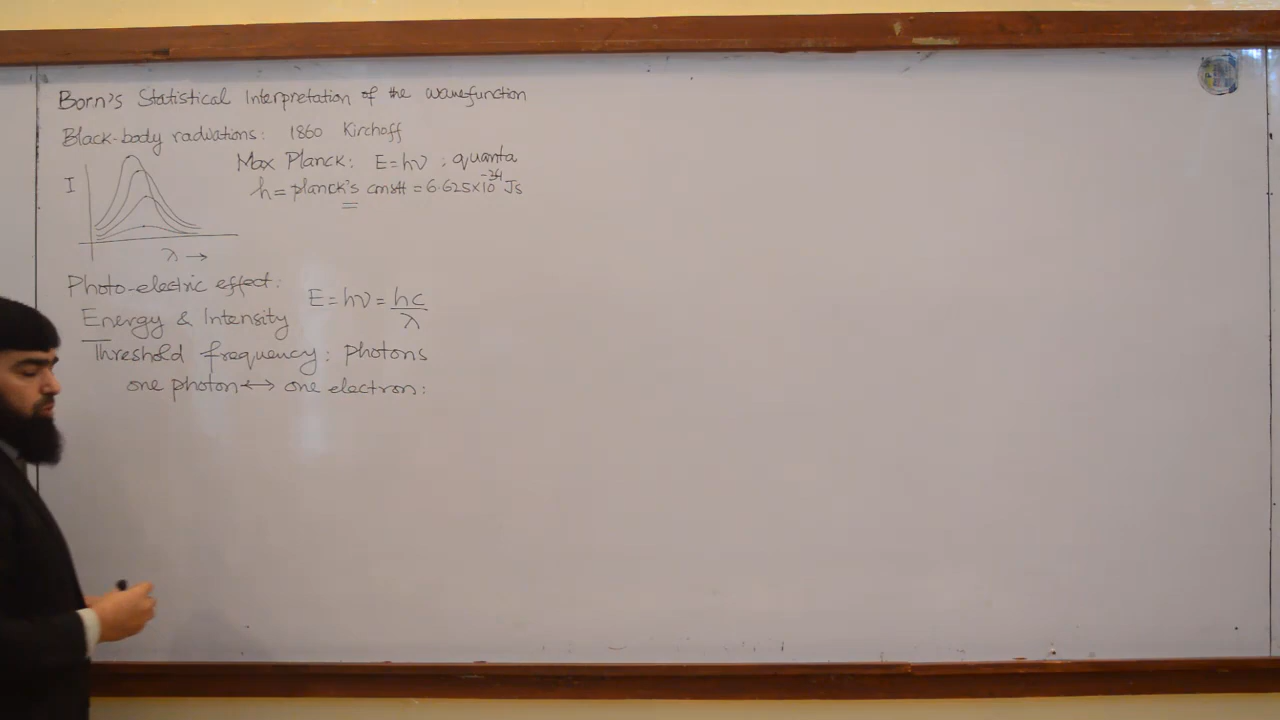 Born's Statistical Interpretation of the wavefunction
Black-body radiations: 1860 Kirchoff
Max Planck: E=hν ; quanta
h = planck's constt = 6.625×10⁻³⁴ Js
I
λ →
Photo-electric effect:
E = hν = hc/λ
Energy & Intensity
Threshold frequency: photons
one photon ↔ one electron: